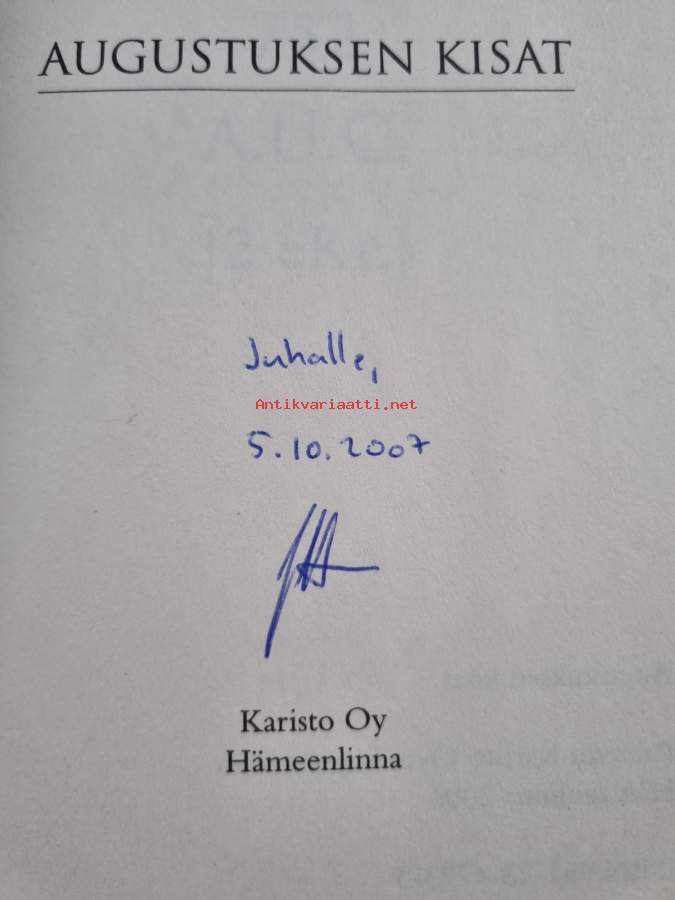 AUGUSTUKSEN KISAT
Juhalle,
Antikvariaatti.net
5.10.2007
Karisto Oy
Hämeenlinna